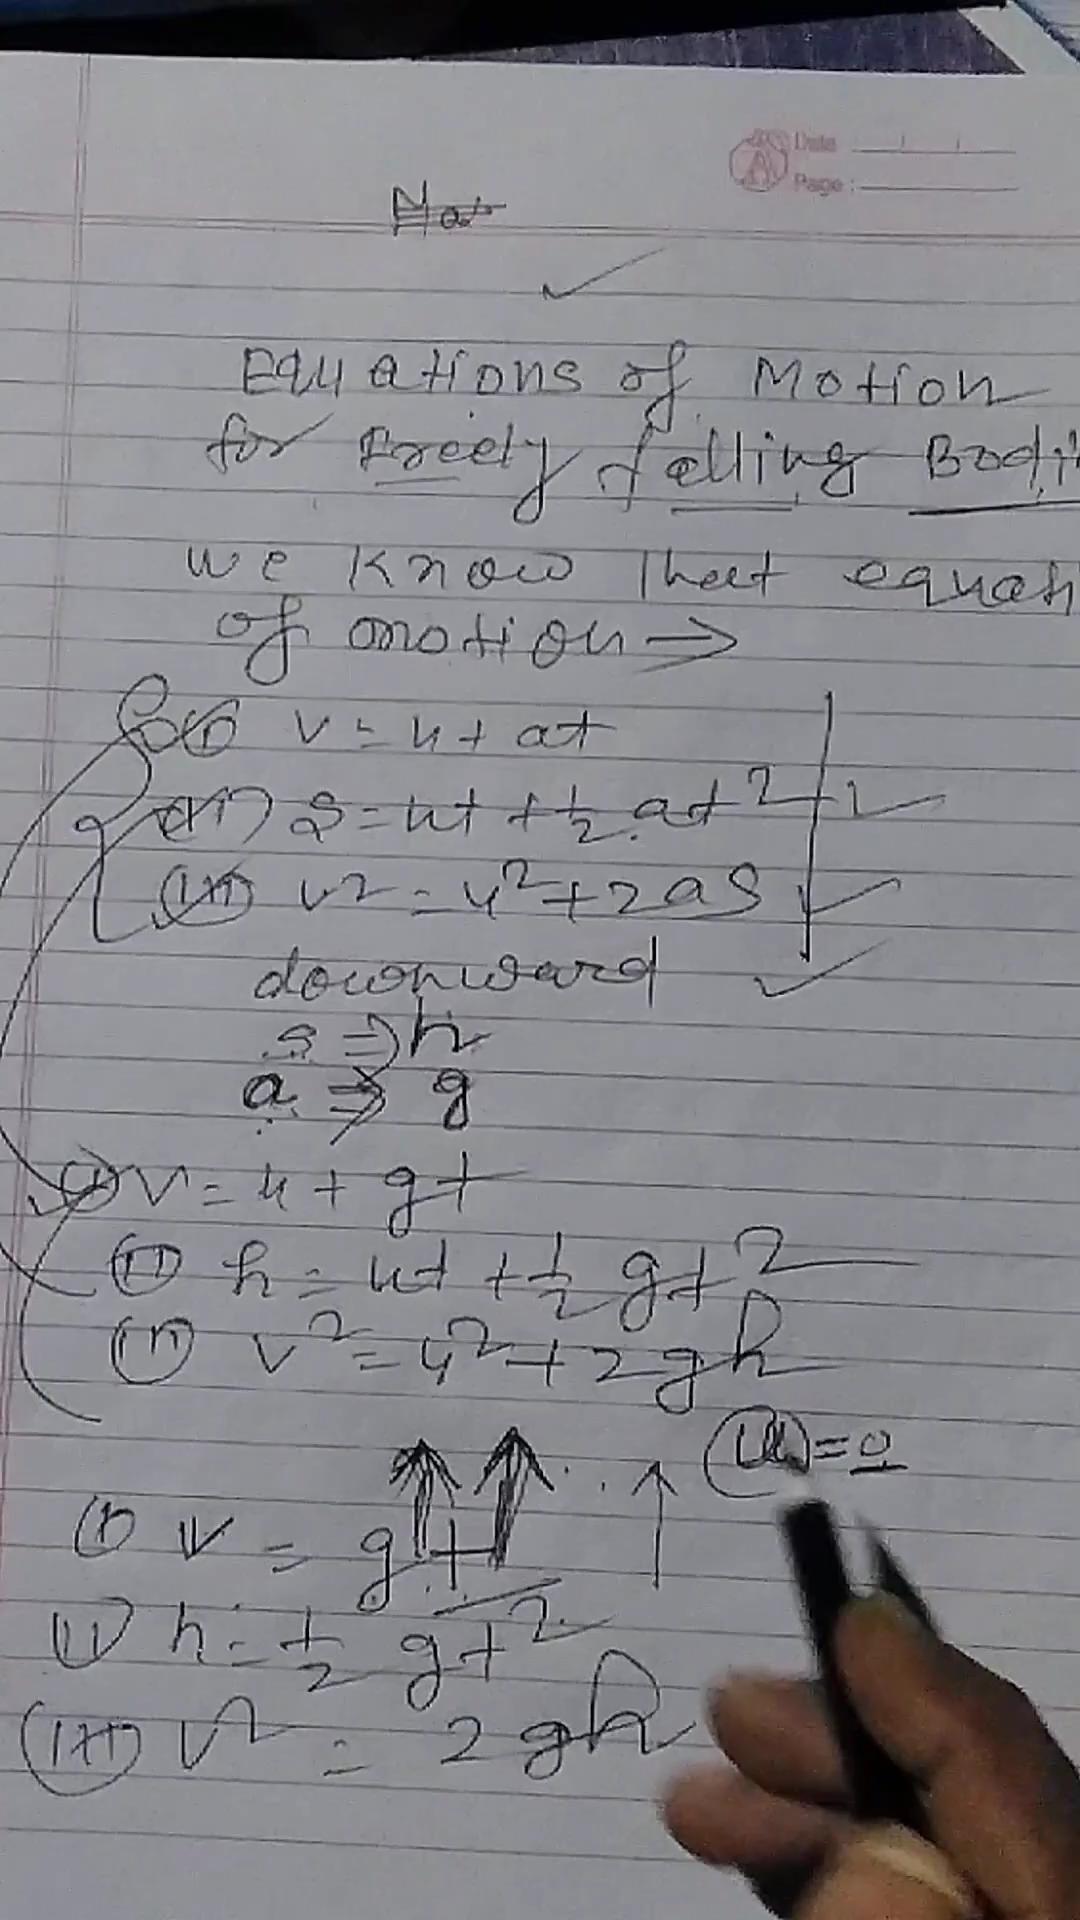 Date
Page :
Equations of Motion
for Freely falling Bodi
we know that equati
of motion →
(i) v = u + at
(ii) S = ut + 1/2 at²
(iii) v² = u² + 2as
downward
s ⇒ h
a ⇒ g
(i) v = u + gt
(ii) h = ut + 1/2 gt²
(iii) v² = u² + 2gh
u = 0
(i) v = gt
(ii) h = 1/2 gt²
(iii) v² = 2gh